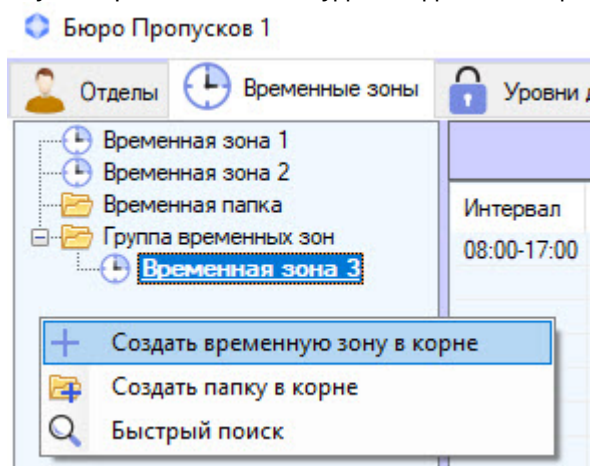 Бюро Пропусков 1
Отделы
Временные зоны
Уровни
Временная зона 1
Временная зона 2
Временная папка
Группа временных зон
Временная зона 3
Интервал
08:00-17:00
Создать временную зону в корне
Создать папку в корне
Быстрый поиск